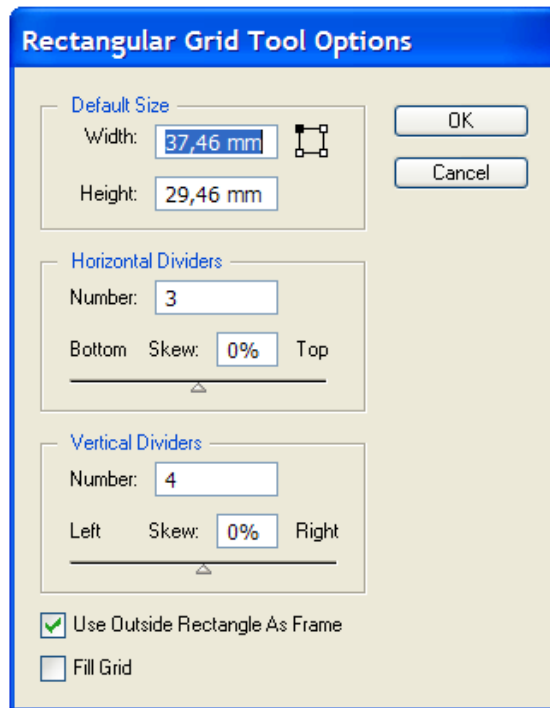 Rectangular Grid Tool Options
Default Size
Width: 37,46 mm
OK
Height: 29,46 mm
Cancel
Horizontal Dividers
Number: 3
Bottom Skew: 0% Top
Vertical Dividers
Number: 4
Left Skew: 0% Right
Use Outside Rectangle As Frame
Fill Grid